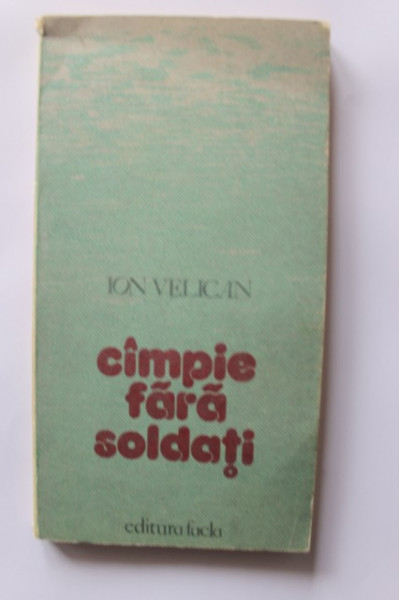 ION VELICAN
cîmpie
fără
soldați
editura facla